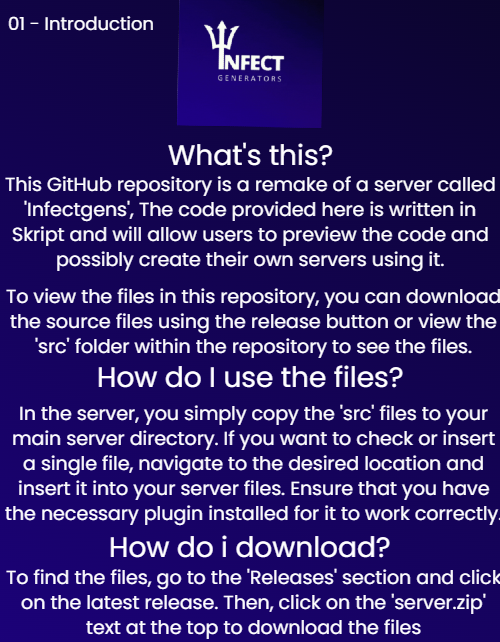 01 - Introduction
INFECT
GENERATORS
What's this?
This GitHub repository is a remake of a server called
'Infectgens', The code provided here is written in
Skript and will allow users to preview the code and
possibly create their own servers using it.
To view the files in this repository, you can download
the source files using the release button or view the
'src' folder within the repository to see the files.
How do I use the files?
In the server, you simply copy the 'src' files to your
main server directory. If you want to check or insert
a single file, navigate to the desired location and
insert it into your server files. Ensure that you have
the necessary plugin installed for it to work correctly.
How do i download?
To find the files, go to the 'Releases' section and click
on the latest release. Then, click on the 'server.zip'
text at the top to download the files